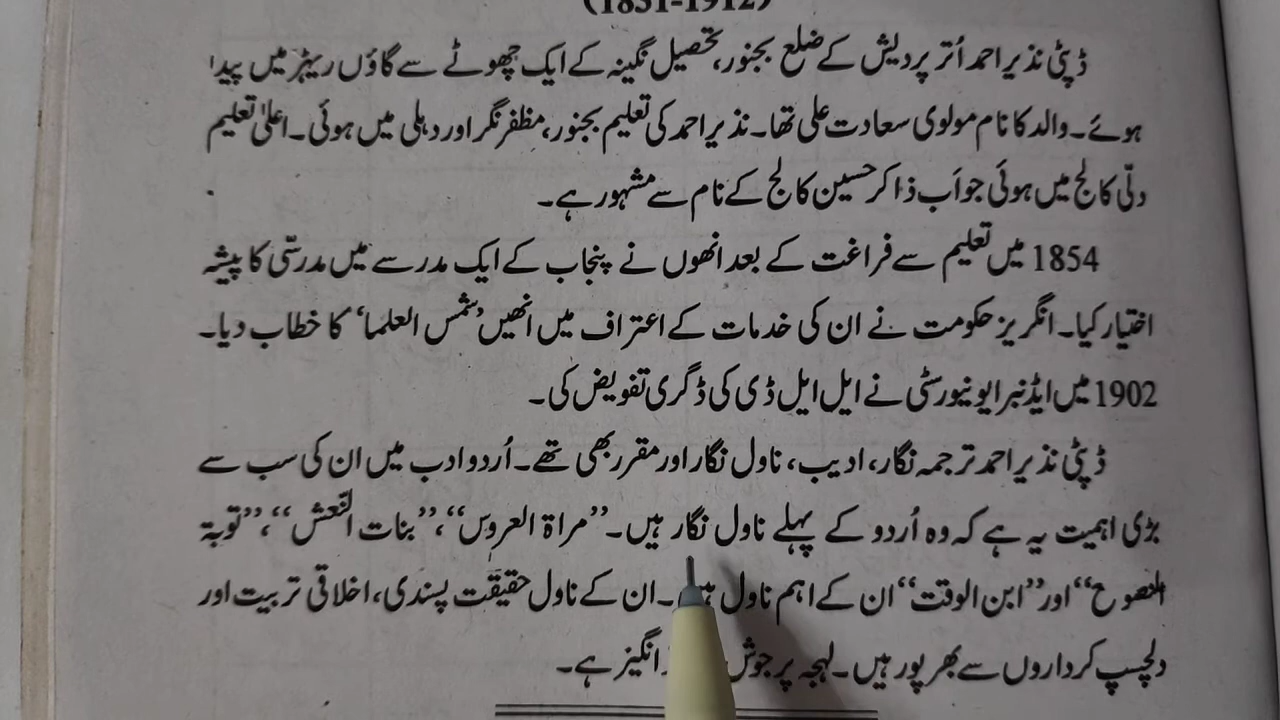 (1831-1912)
ڈپٹی نذیر احمد اُتر پردیش کے ضلع بجنور، تحصیل نگینہ کے ایک چھوٹے سے گاؤں ریہڑ میں پیدا
ہوئے۔ والد کا نام مولوی سعادت علی تھا۔ نذیر احمد کی تعلیم بجنور، مظفر نگر اور دہلی میں ہوئی۔ اعلیٰ تعلیم
دلّی کالج میں ہوئی جو اَب ذاکر حسین کالج کے نام سے مشہور ہے۔
1854 میں تعلیم سے فراغت کے بعد انھوں نے پنجاب کے ایک مدرسے میں مدرسّی کا پیشہ
اختیار کیا۔ انگریز حکومت نے ان کی خدمات کے اعتراف میں انھیں ’شمس العلما‘ کا خطاب دیا۔
1902 میں ایڈنبرا یونیورسٹی نے ایل ایل ڈی کی ڈگری تفویض کی۔
ڈپٹی نذیر احمد ترجمہ نگار، ادیب، ناول نگار اور مقرر بھی تھے۔ اُردو ادب میں ان کی سب سے
بڑی اہمیت یہ ہے کہ وہ اُردو کے پہلے ناول نگار ہیں۔ ’’مراۃ العروس‘‘، ’’بنات النّعش‘‘، ’’توبۃ
النصوح‘‘ اور ’’ابن الوقت‘‘ ان کے اہم ناول ۔ ان کے ناول حقیقت پسندی، اخلاقی تربیت اور
دلچسپ کرداروں سے بھرپور ہیں۔ لہجہ پرجوش انگیز ہے۔